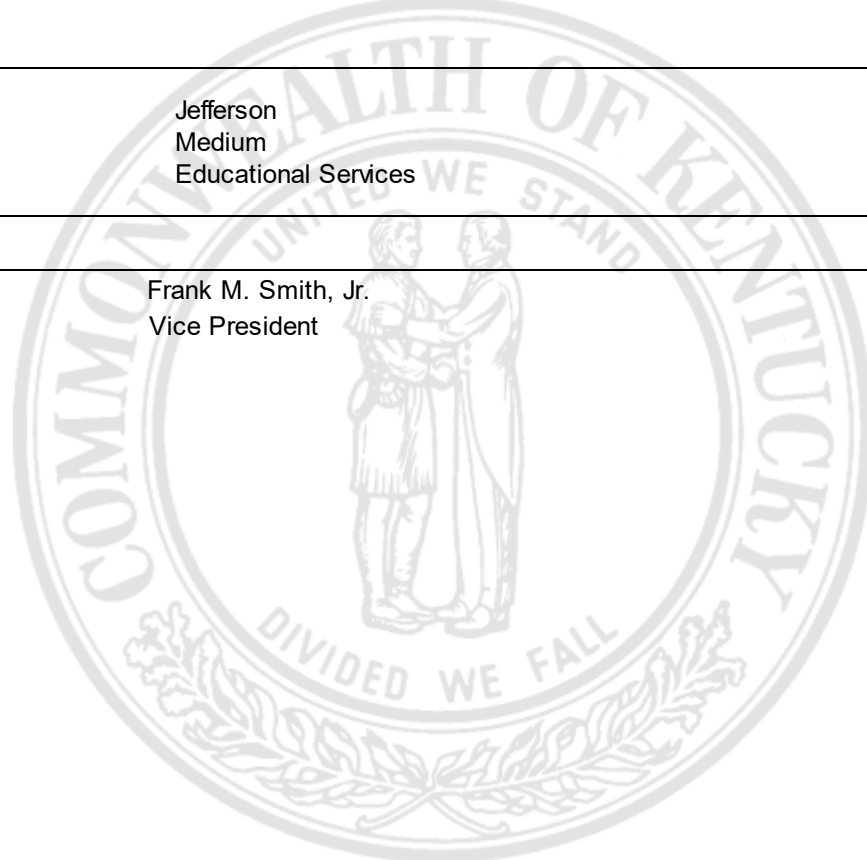 COMMONWEALTH OF KENTUCKY
Jefferson
Medium
Educational Services
UNITED WE STAND
Frank M. Smith, Jr.
Vice President
DIVIDED WE FALL